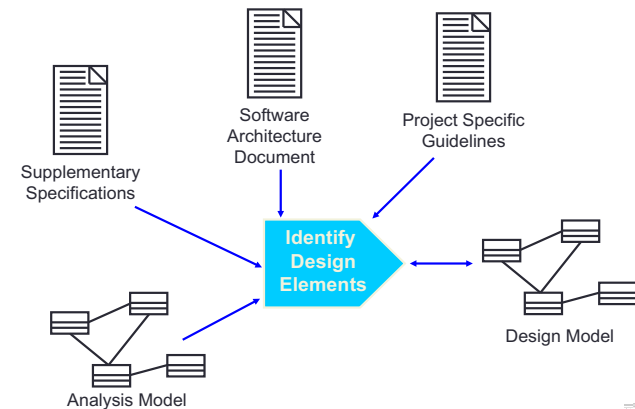 Software
Architecture
Document
Project Specific
Guidelines
Supplementary
Specifications
Identify
Design
Elements
Design Model
Analysis Model